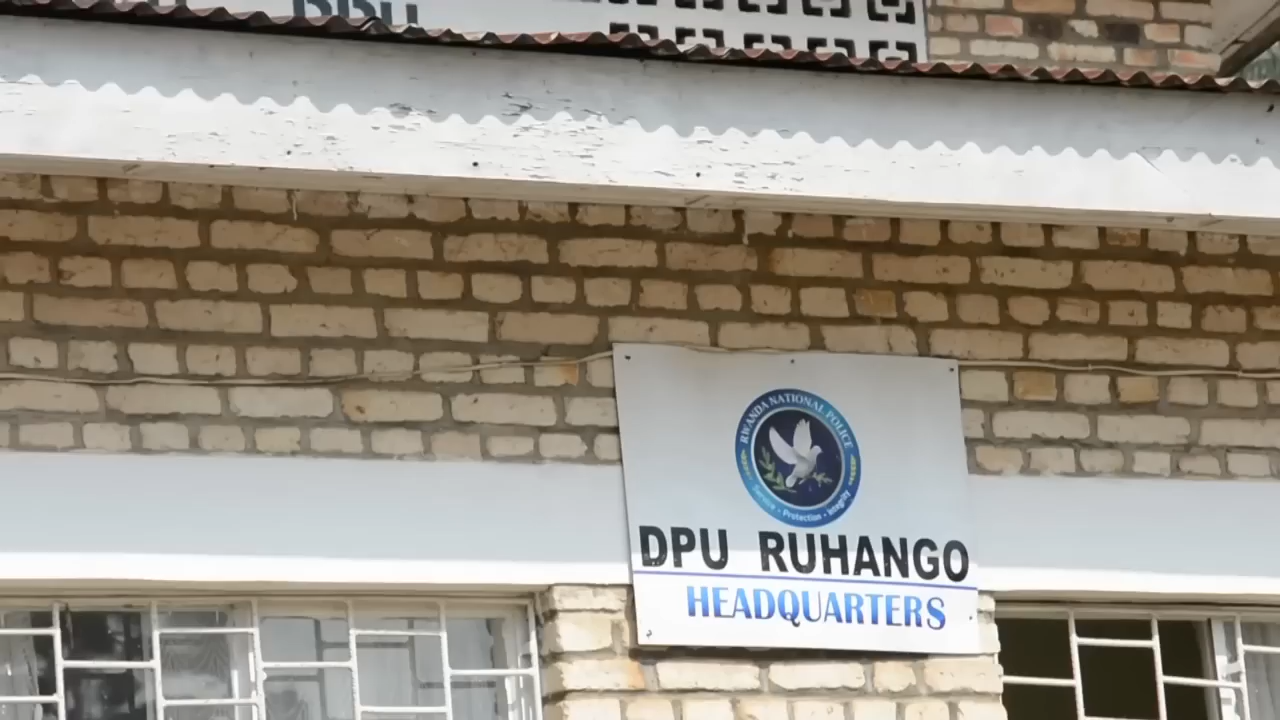 RWANDA NATIONAL POLICE
Service - Protection - Integrity
DPU RUHANGO
HEADQUARTERS